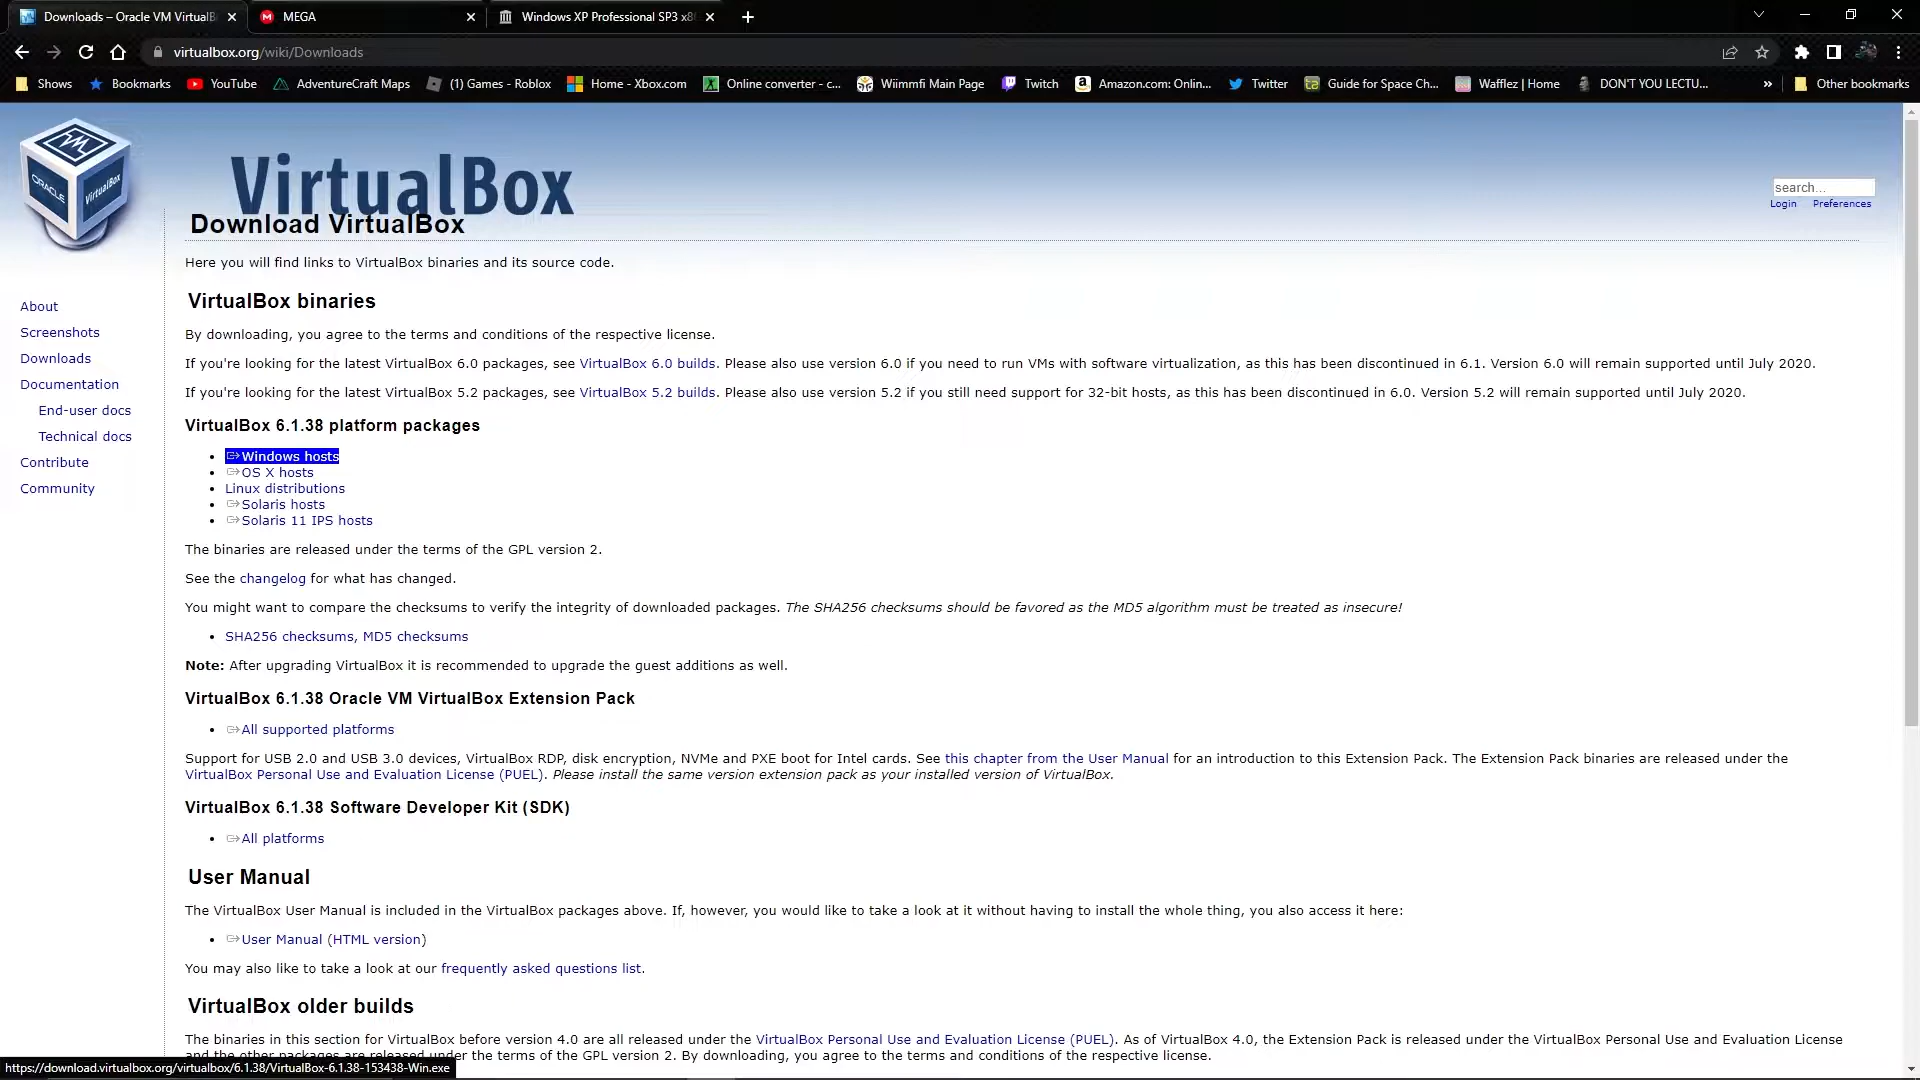 Downloads – Oracle VM VirtualB
MEGA
Windows XP Professional SP3 x8
virtualbox.org/wiki/Downloads
Shows
Bookmarks
YouTube
AdventureCraft Maps
(1) Games - Roblox
Home - Xbox.com
Online converter - c...
Wiimmfi Main Page
Twitch
Amazon.com: Onlin...
Twitter
Guide for Space Ch...
Wafflez | Home
DON'T YOU LECTU...
»
Other bookmarks
VM
ORACLE
VirtualBox
VirtualBox
search...
Login Preferences
Download VirtualBox
Here you will find links to VirtualBox binaries and its source code.
About
Screenshots
Downloads
Documentation
End-user docs
Technical docs
Contribute
Community
VirtualBox binaries
By downloading, you agree to the terms and conditions of the respective license.
If you're looking for the latest VirtualBox 6.0 packages, see VirtualBox 6.0 builds. Please also use version 6.0 if you need to run VMs with software virtualization, as this has been discontinued in 6.1. Version 6.0 will remain supported until July 2020.
If you're looking for the latest VirtualBox 5.2 packages, see VirtualBox 5.2 builds. Please also use version 5.2 if you still need support for 32-bit hosts, as this has been discontinued in 6.0. Version 5.2 will remain supported until July 2020.
VirtualBox 6.1.38 platform packages
• Windows hosts
• OS X hosts
• Linux distributions
• Solaris hosts
• Solaris 11 IPS hosts
The binaries are released under the terms of the GPL version 2.
See the changelog for what has changed.
You might want to compare the checksums to verify the integrity of downloaded packages. The SHA256 checksums should be favored as the MD5 algorithm must be treated as insecure!
• SHA256 checksums, MD5 checksums
Note: After upgrading VirtualBox it is recommended to upgrade the guest additions as well.
VirtualBox 6.1.38 Oracle VM VirtualBox Extension Pack
• All supported platforms
Support for USB 2.0 and USB 3.0 devices, VirtualBox RDP, disk encryption, NVMe and PXE boot for Intel cards. See this chapter from the User Manual for an introduction to this Extension Pack. The Extension Pack binaries are released under the
VirtualBox Personal Use and Evaluation License (PUEL). Please install the same version extension pack as your installed version of VirtualBox.
VirtualBox 6.1.38 Software Developer Kit (SDK)
• All platforms
User Manual
The VirtualBox User Manual is included in the VirtualBox packages above. If, however, you would like to take a look at it without having to install the whole thing, you also access it here:
• User Manual (HTML version)
You may also like to take a look at our frequently asked questions list.
VirtualBox older builds
The binaries in this section for VirtualBox before version 4.0 are all released under the VirtualBox Personal Use and Evaluation License (PUEL). As of VirtualBox 4.0, the Extension Pack is released under the VirtualBox Personal Use and Evaluation License
and the other packages are released under the terms of the GPL version 2. By downloading, you agree to the terms and conditions of the respective license.
https://download.virtualbox.org/virtualbox/6.1.38/VirtualBox-6.1.38-153438-Win.exe